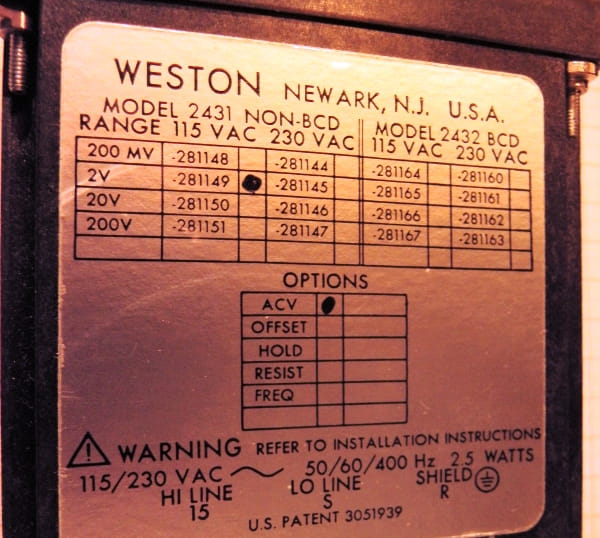 WESTON NEWARK, N.J. U.S.A.
MODEL 2431 NON-BCD MODEL 2432 BCD
RANGE 115 VAC 230 VAC 115 VAC 230 VAC
200 MV -281148 -281144 -281164 -281160
2V -281149 -281145 -281165 -281161
20V -281150 -281146 -281166 -281162
200V -281151 -281147 -281167 -281163
OPTIONS
ACV
OFFSET
HOLD
RESIST
FREQ
WARNING REFER TO INSTALLATION INSTRUCTIONS
115/230 VAC 50/60/400 Hz 2.5 WATTS
HI LINE LO LINE SHIELD
15 S R
U.S. PATENT 3051939